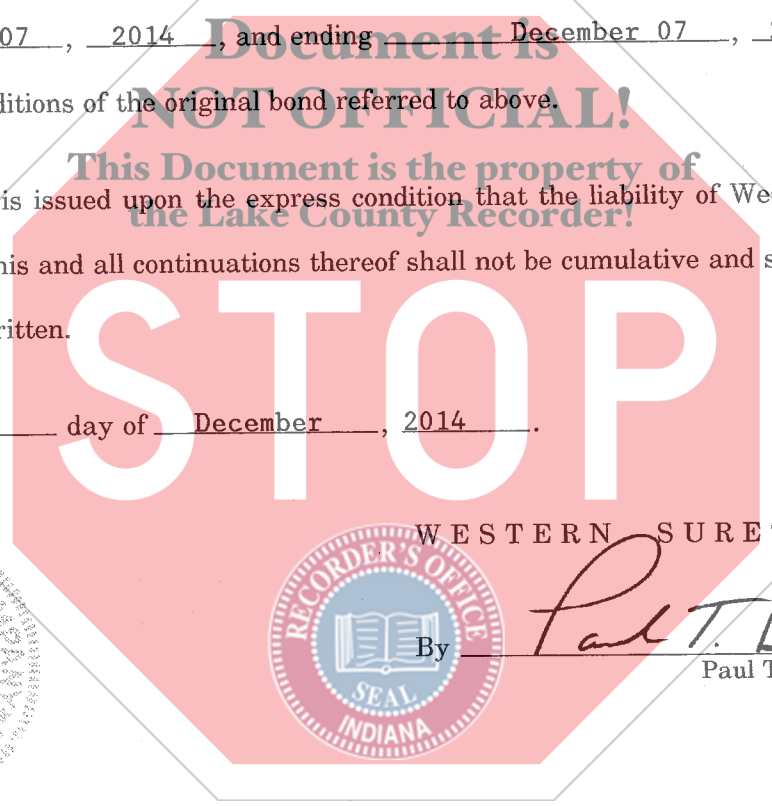 07 , 2014 , and ending December 07 ,
Document is
ditions of the original bond referred to above.
NOT OFFICIAL!
This Document is the property of
is issued upon the express condition that the liability of We
the Lake County Recorder!
his and all continuations thereof shall not be cumulative and s
ritten.
STOP
day of December , 2014 .
WESTERN SURE
RECORDER'S OFFICE
SEAL
INDIANA
By Paul T.
Paul T